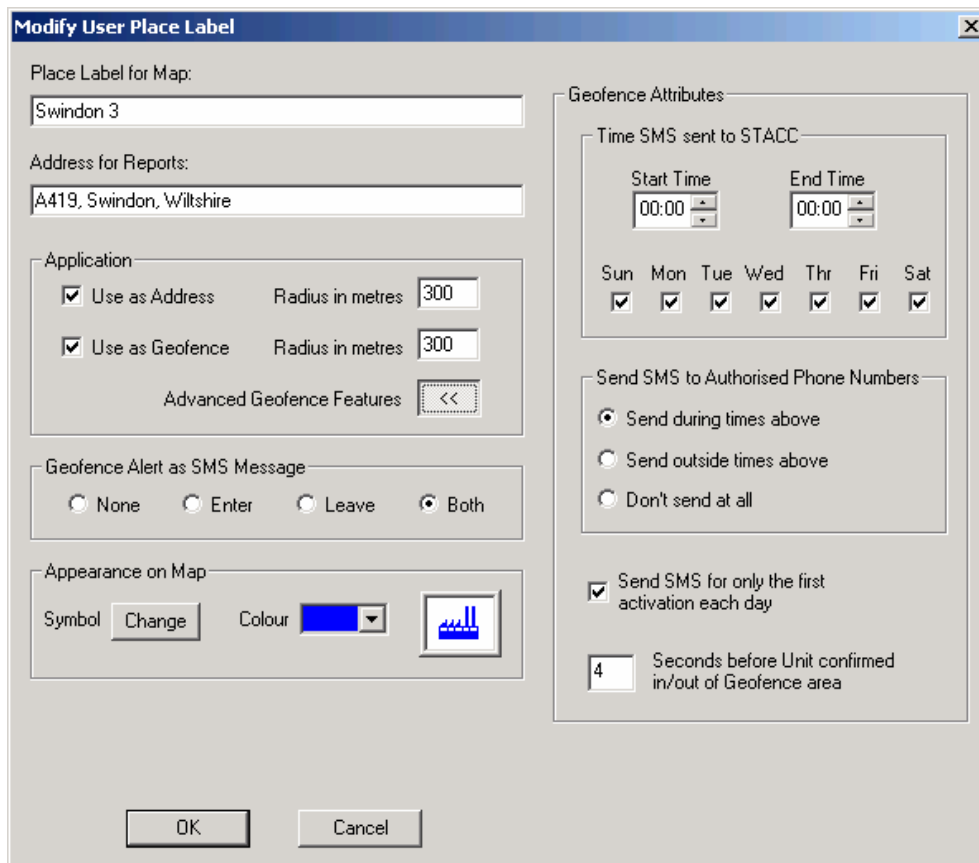 Modify User Place Label
Place Label for Map:
Swindon 3
Address for Reports:
A419, Swindon, Wiltshire
Application
Use as Address Radius in metres 300
Use as Geofence Radius in metres 300
Advanced Geofence Features <<
Geofence Alert as SMS Message
None Enter Leave Both
Appearance on Map
Symbol Change Colour
OK Cancel
Geofence Attributes
Time SMS sent to STACC
Start Time End Time
00:00 00:00
Sun Mon Tue Wed Thr Fri Sat
Send SMS to Authorised Phone Numbers
Send during times above
Send outside times above
Don't send at all
Send SMS for only the first
activation each day
4 Seconds before Unit confirmed
in/out of Geofence area